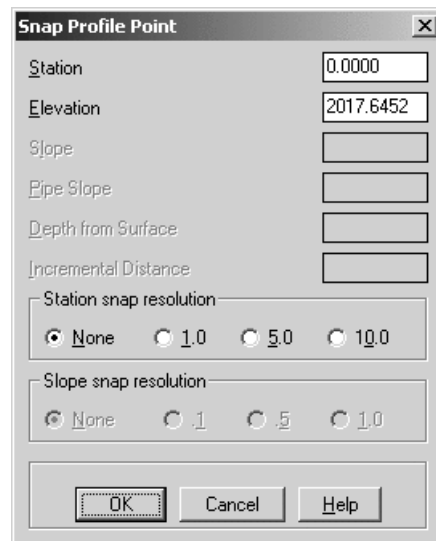 Snap Profile Point
Station 0.0000
Elevation 2017.6452
Slope
Pipe Slope
Depth from Surface
Incremental Distance
Station snap resolution
None 1.0 5.0 10.0
Slope snap resolution
None .1 .5 1.0
OK Cancel Help